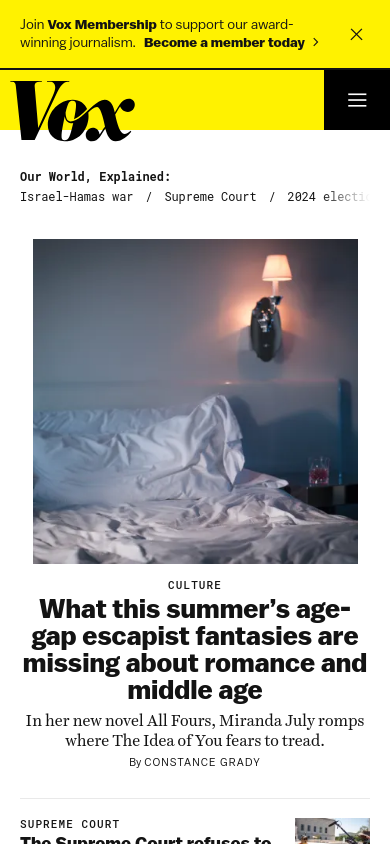 Join Vox Membership to support our award-
winning journalism. Become a member today
Vox
Our World, Explained:
Israel-Hamas war / Supreme Court / 2024 electi
CULTURE
What this summer’s age-
gap escapist fantasies are
missing about romance and
middle age
In her new novel All Fours, Miranda July romps
where The Idea of You fears to tread.
By CONSTANCE GRADY
SUPREME COURT
The Supreme Court refuses to